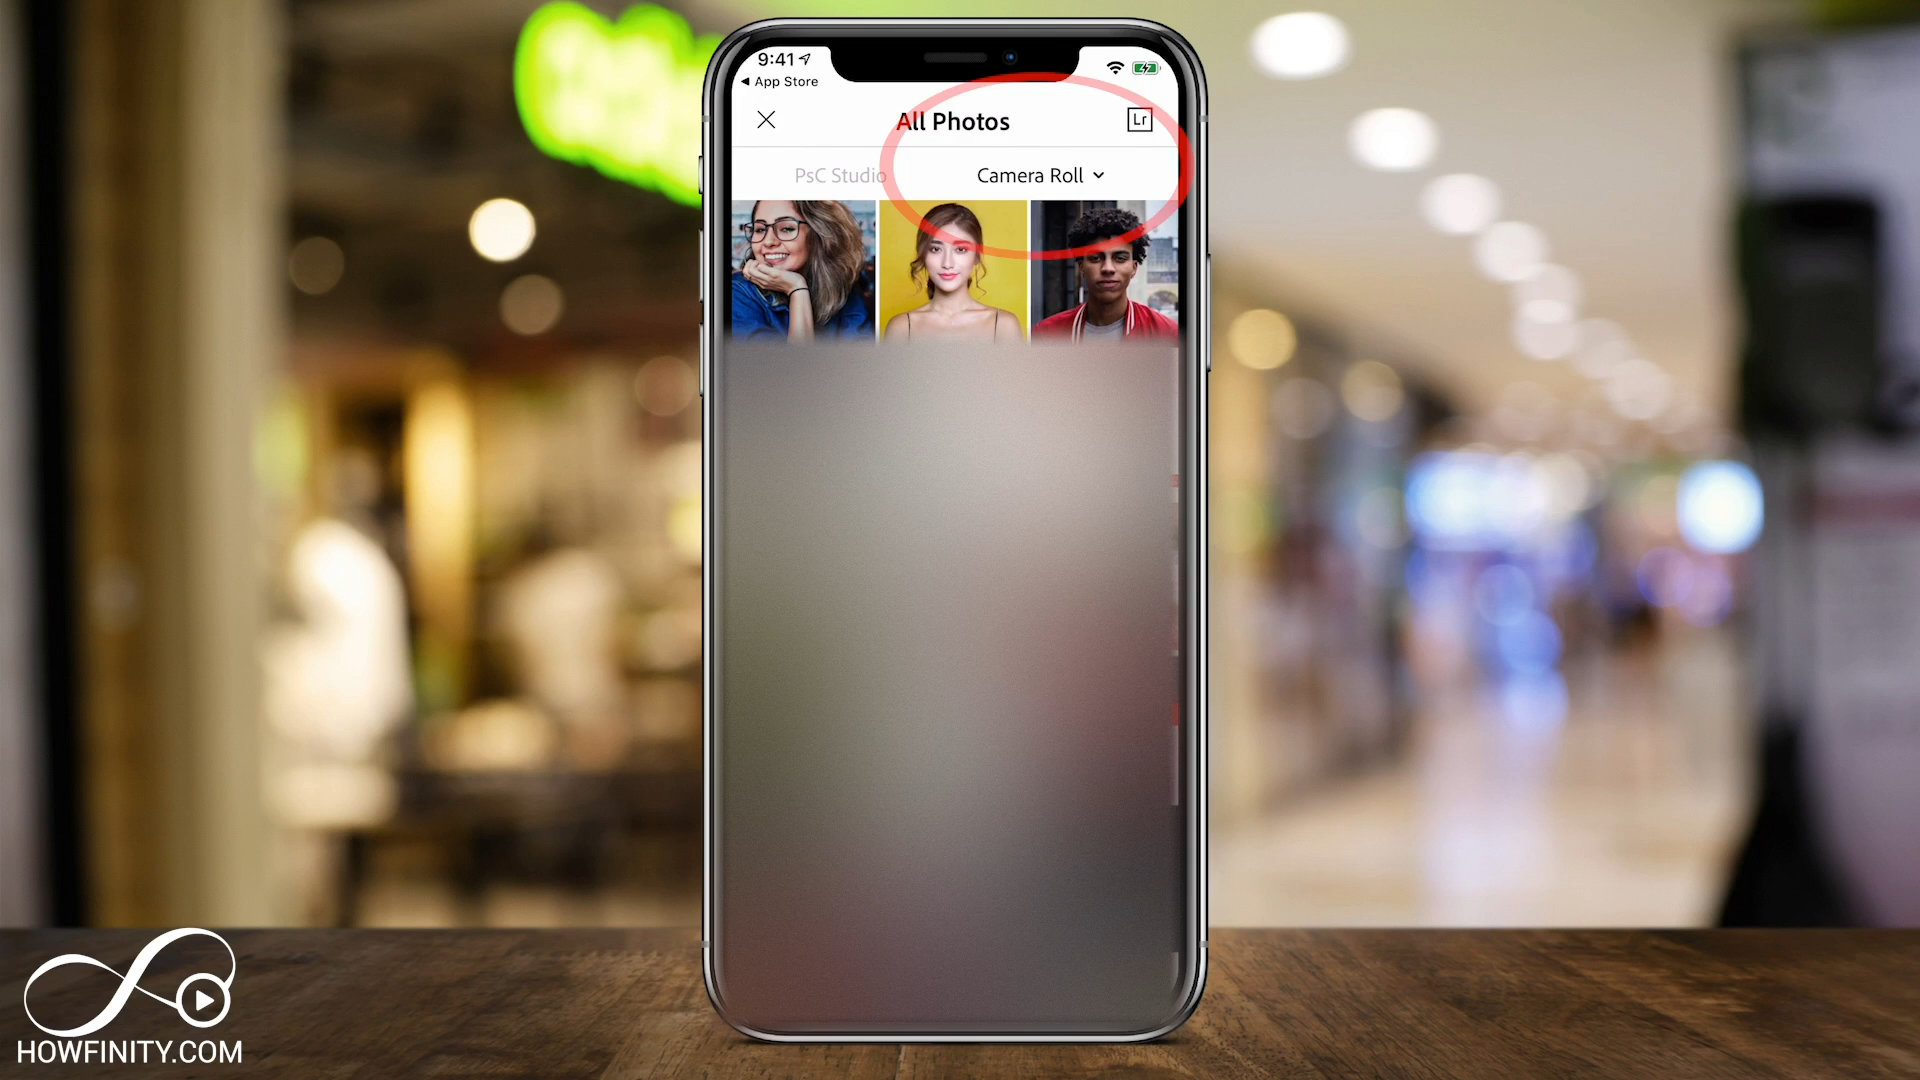 9:41
App Store
All Photos
Lr
PsC Studio
Camera Roll
HOWFINITY.COM